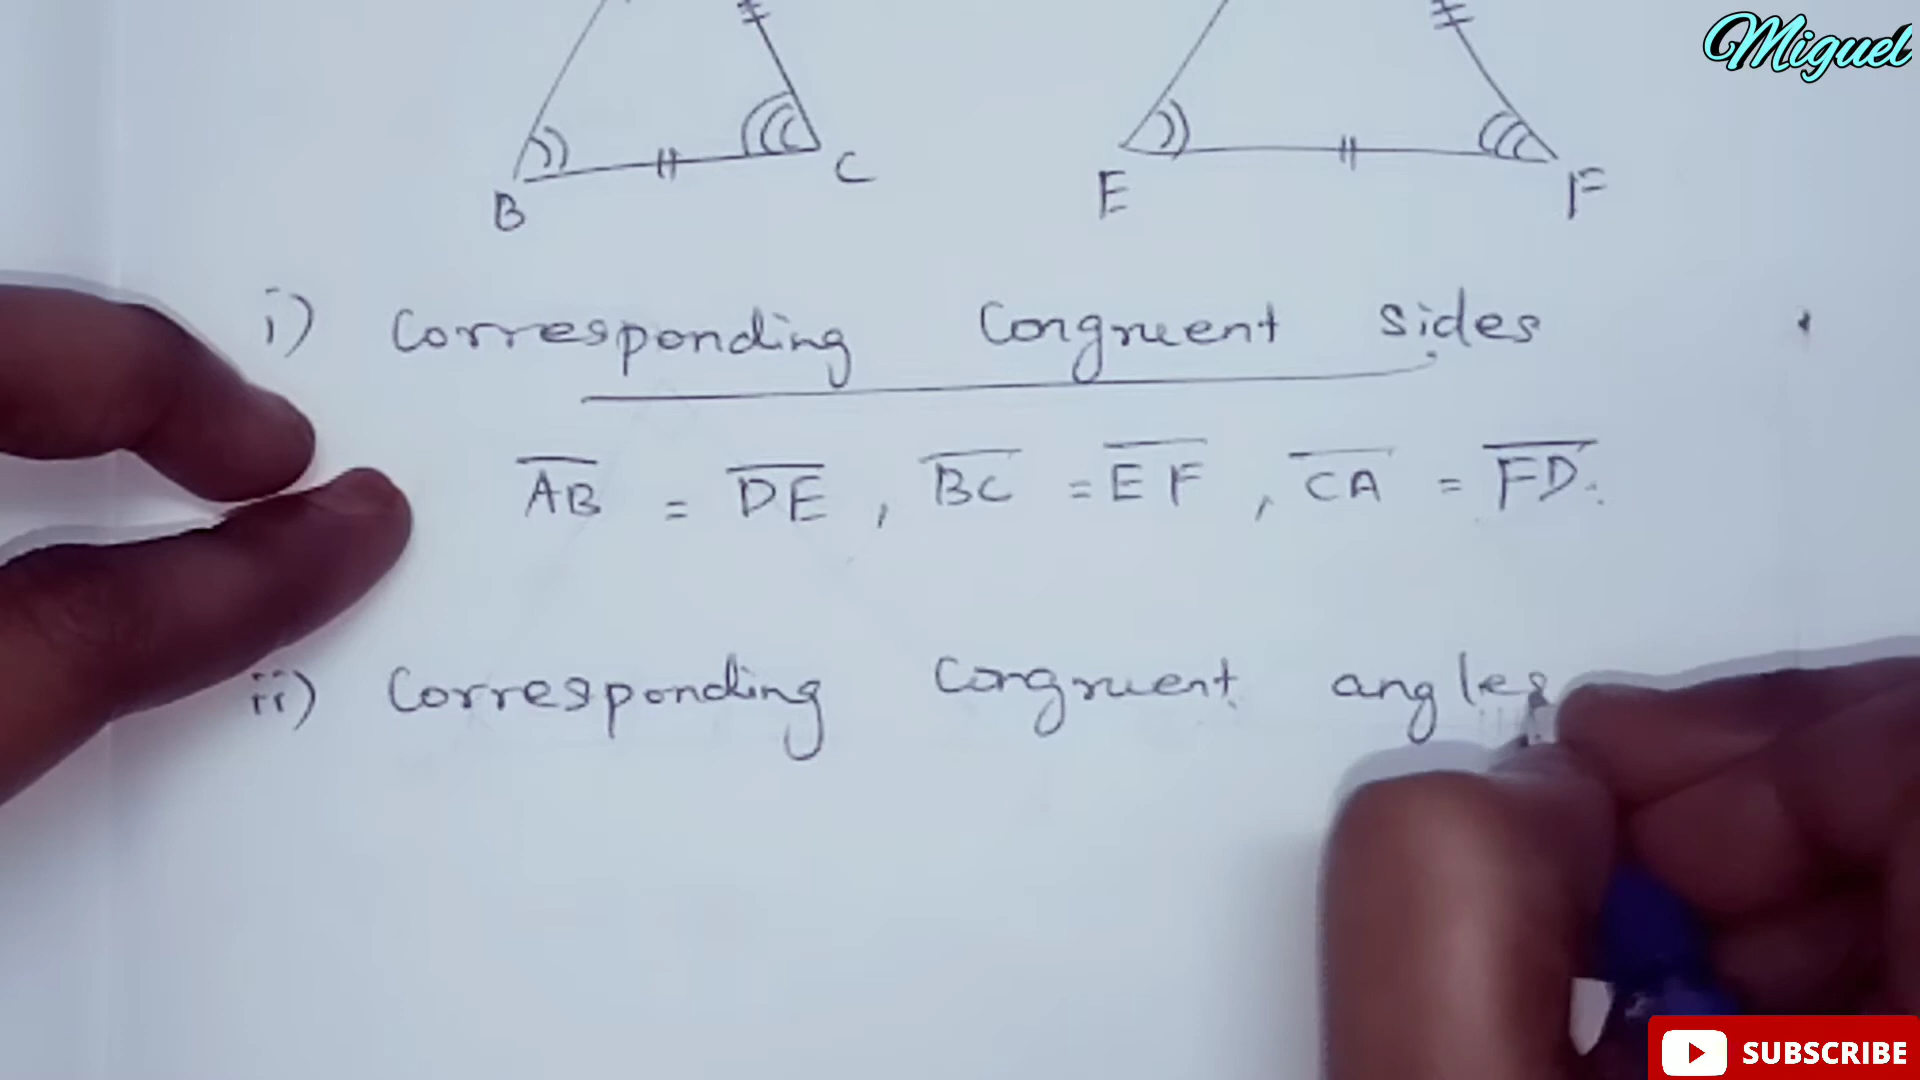 Miguel
B C E F
i) Corresponding Congruent sides
AB = DE , BC = EF , CA = FD.
ii) Corresponding Congruent angles
SUBSCRIBE